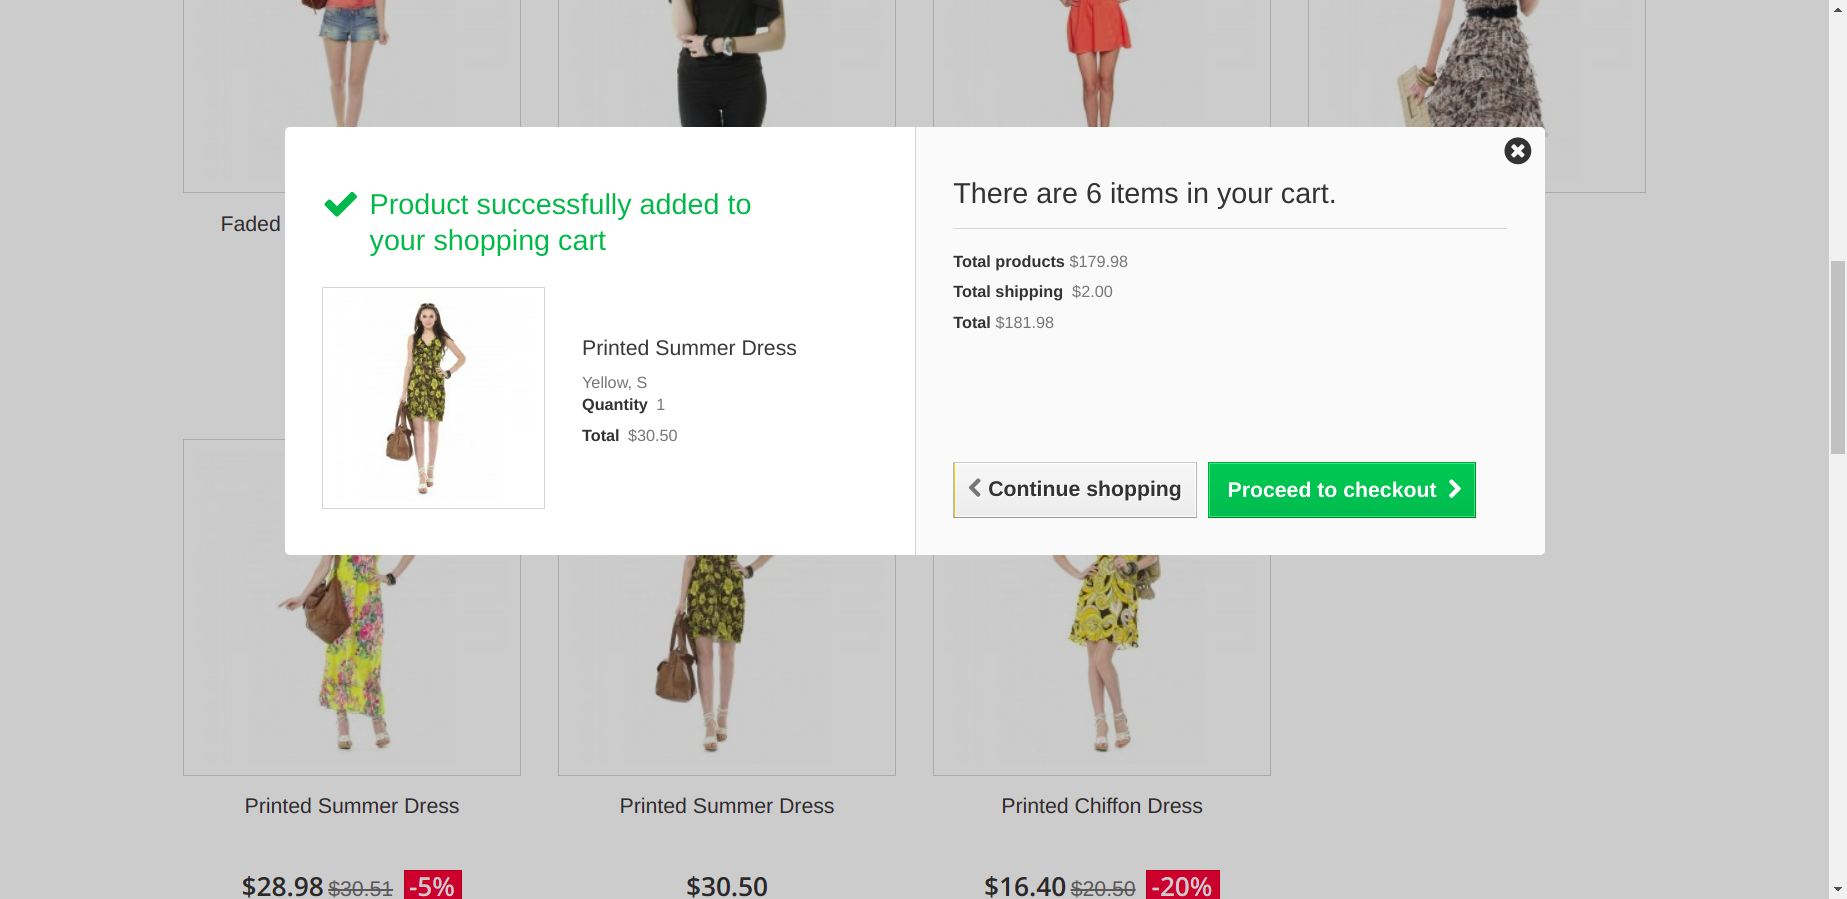 Faded
Product successfully added to
your shopping cart
Printed Summer Dress
Yellow, S
Quantity 1
Total $30.50
There are 6 items in your cart.
Total products $179.98
Total shipping $2.00
Total $181.98
Continue shopping
Proceed to checkout
Printed Summer Dress
Printed Summer Dress
Printed Chiffon Dress
$28.98 $30.51 -5%
$30.50
$16.40 $20.50 -20%